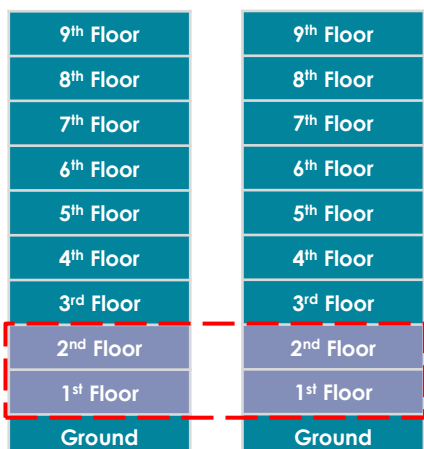 9th Floor
8th Floor
7th Floor
6th Floor
5th Floor
4th Floor
3rd Floor
2nd Floor
1st Floor
Ground
9th Floor
8th Floor
7th Floor
6th Floor
5th Floor
4th Floor
3rd Floor
2nd Floor
1st Floor
Ground